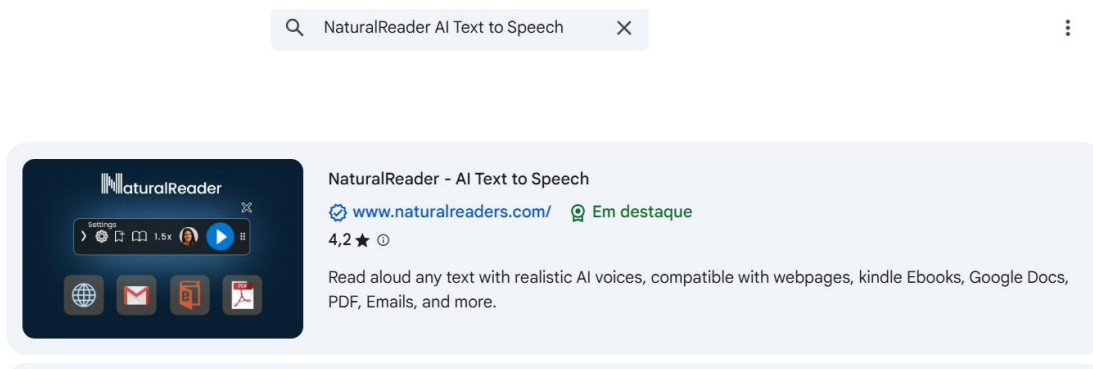 NaturalReader AI Text to Speech
NaturalReader
Settings
1.5x
PDF
NaturalReader - AI Text to Speech
www.naturalreaders.com/ Em destaque
4,2
Read aloud any text with realistic AI voices, compatible with webpages, kindle Ebooks, Google Docs,
PDF, Emails, and more.